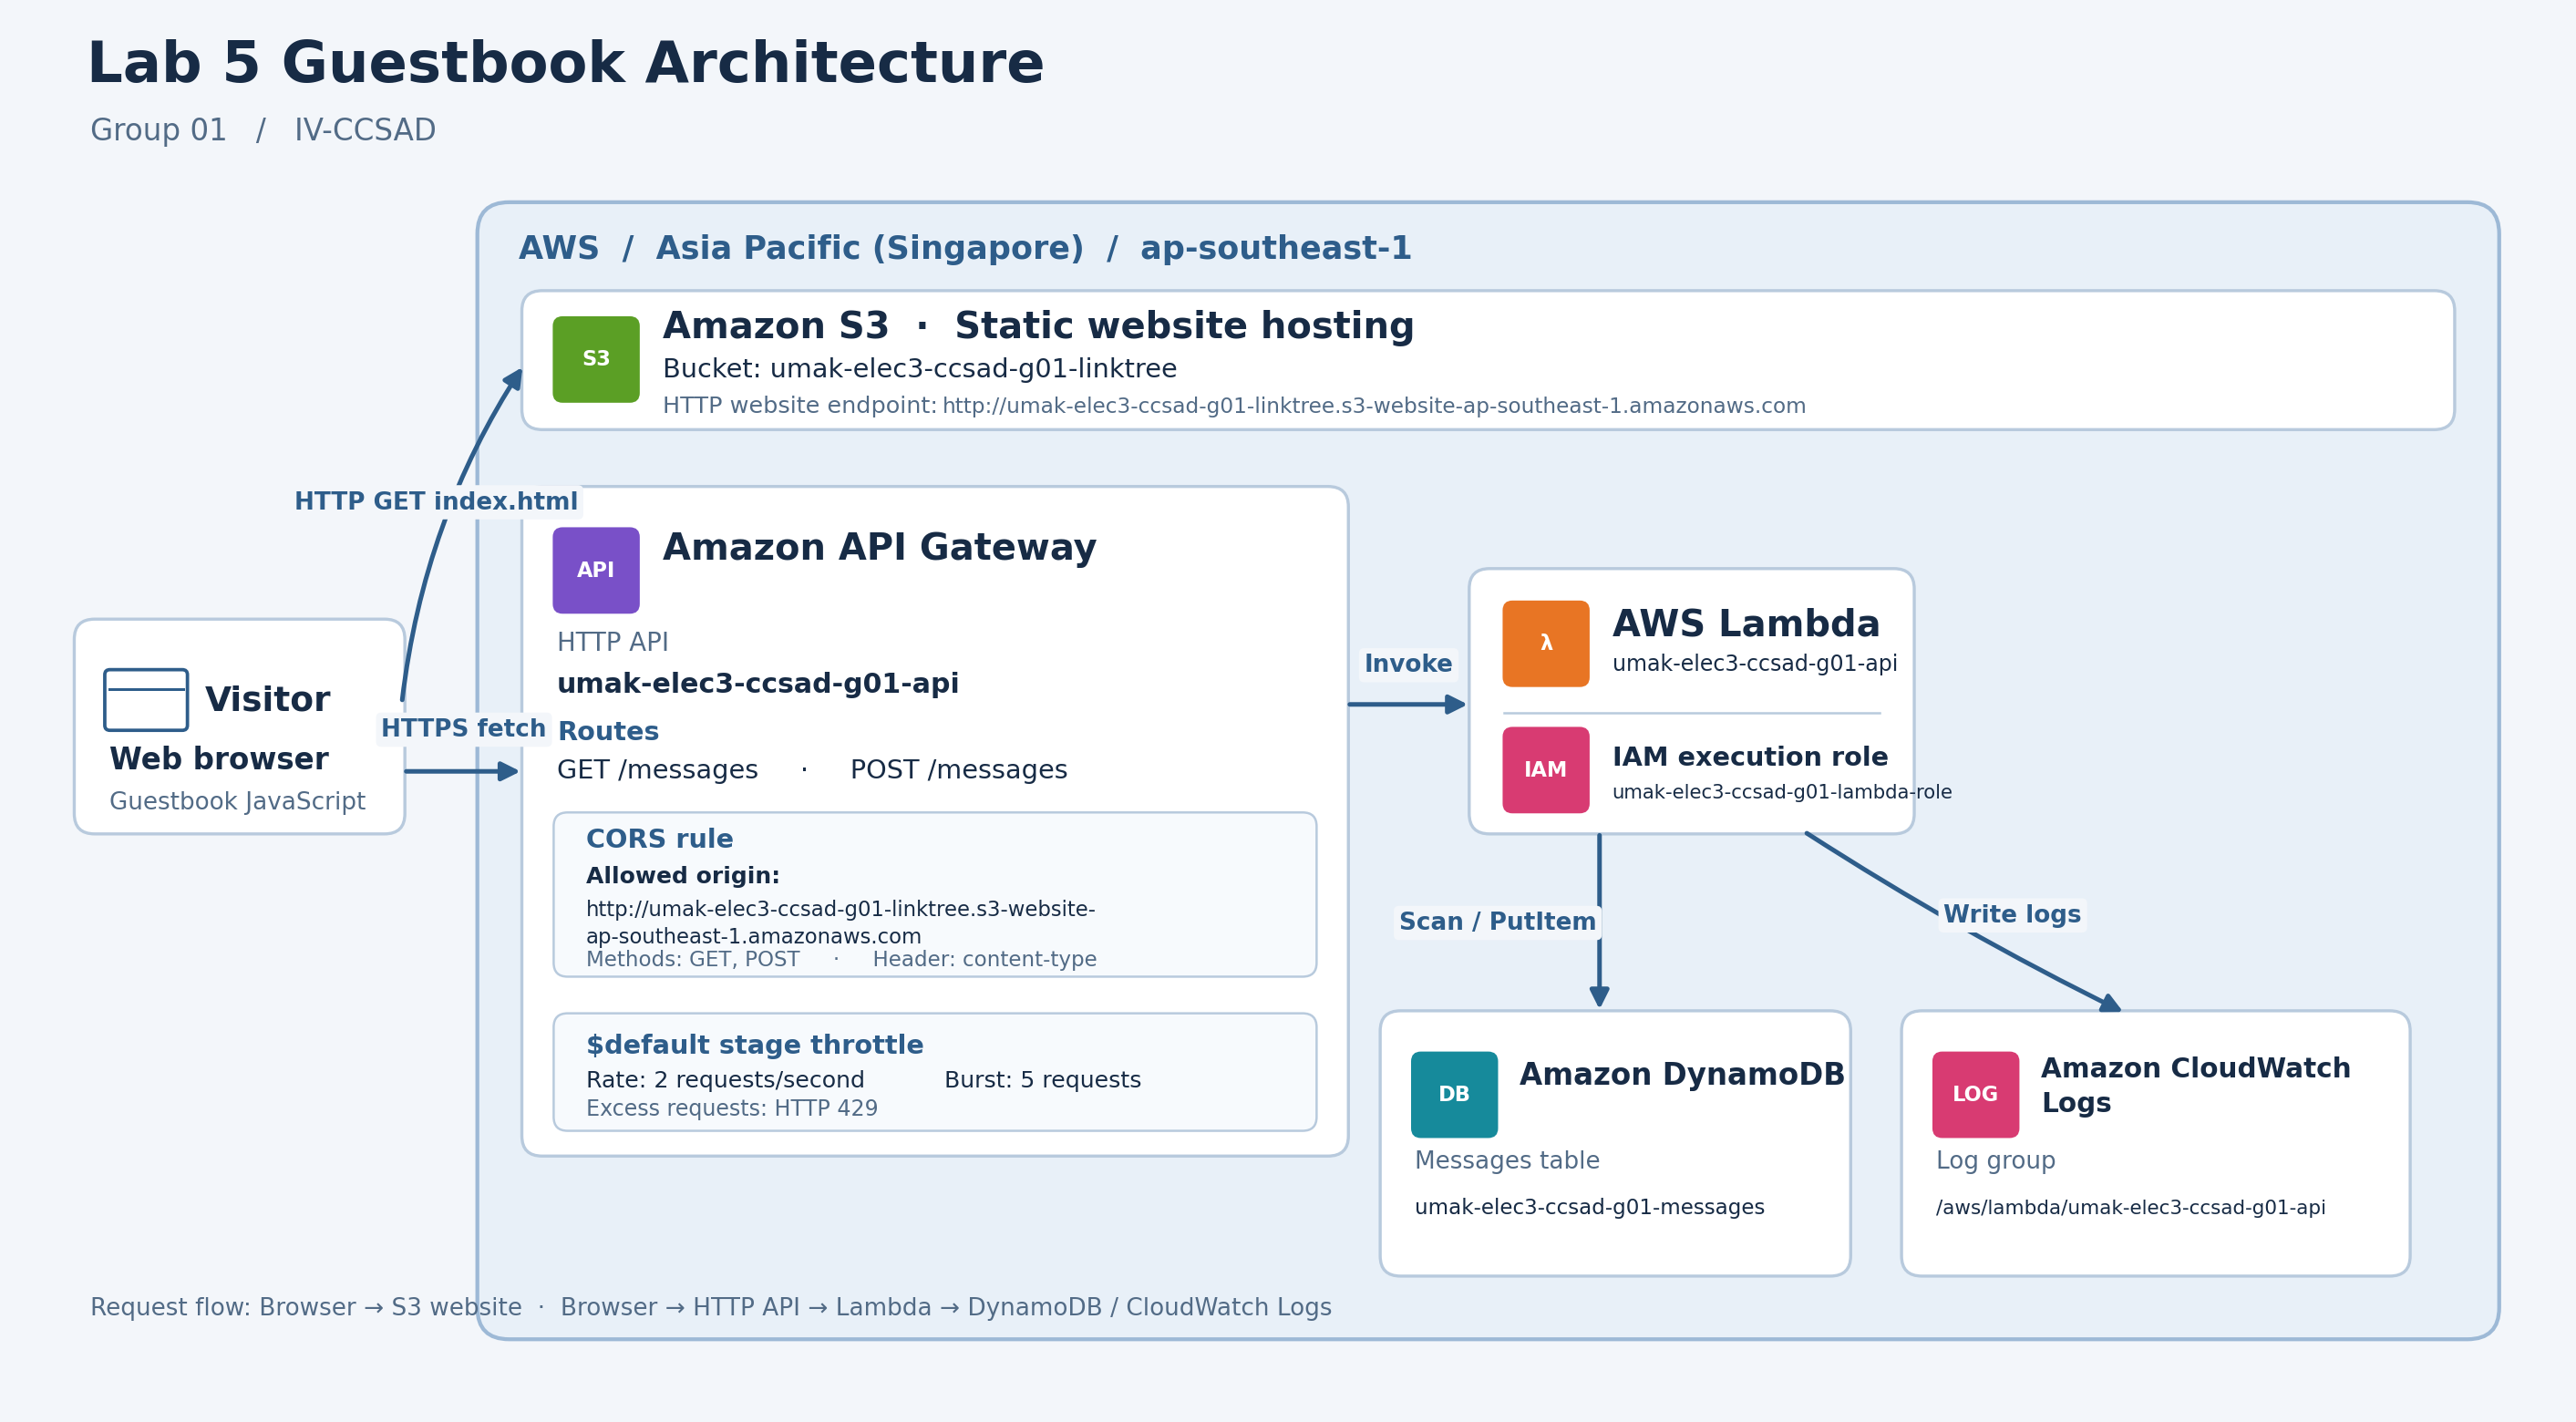 Lab 5 Guestbook Architecture
Group 01 / IV-CCSAD
AWS / Asia Pacific (Singapore) / ap-southeast-1
S3
Amazon S3 · Static website hosting
Bucket: umak-elec3-ccsad-g01-linktree
HTTP website endpoint: http://umak-elec3-ccsad-g01-linktree.s3-website-ap-southeast-1.amazonaws.com
HTTP GET index.html
Visitor
Web browser
Guestbook JavaScript
HTTPS fetch
API
Amazon API Gateway
HTTP API
umak-elec3-ccsad-g01-api
Routes
GET /messages · POST /messages
CORS rule
Allowed origin:
http://umak-elec3-ccsad-g01-linktree.s3-website-
ap-southeast-1.amazonaws.com
Methods: GET, POST · Header: content-type
$default stage throttle
Rate: 2 requests/second Burst: 5 requests
Excess requests: HTTP 429
Invoke
λ
AWS Lambda
umak-elec3-ccsad-g01-api
IAM
IAM execution role
umak-elec3-ccsad-g01-lambda-role
Scan / PutItem
Write logs
DB
Amazon DynamoDB
Messages table
umak-elec3-ccsad-g01-messages
LOG
Amazon CloudWatch
Logs
Log group
/aws/lambda/umak-elec3-ccsad-g01-api
Request flow: Browser → S3 website · Browser → HTTP API → Lambda → DynamoDB / CloudWatch Logs